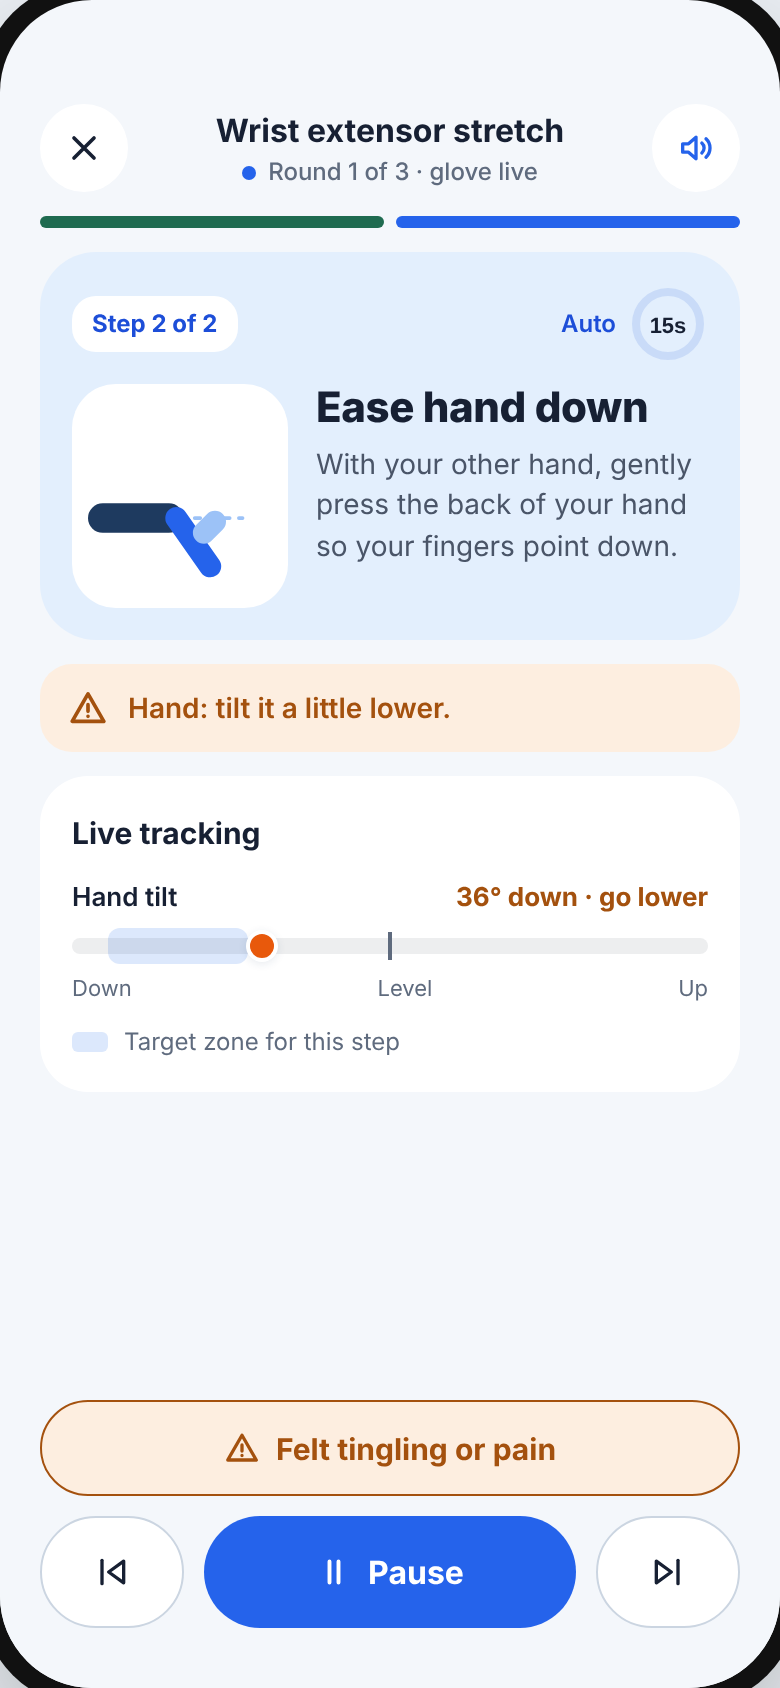 Wrist extensor stretch
Round 1 of 3 · glove live
Step 2 of 2
Auto
15s
Ease hand down
With your other hand, gently
press the back of your hand
so your fingers point down.
Hand: tilt it a little lower.
Live tracking
Hand tilt
36° down · go lower
Down
Level
Up
Target zone for this step
Felt tingling or pain
Pause